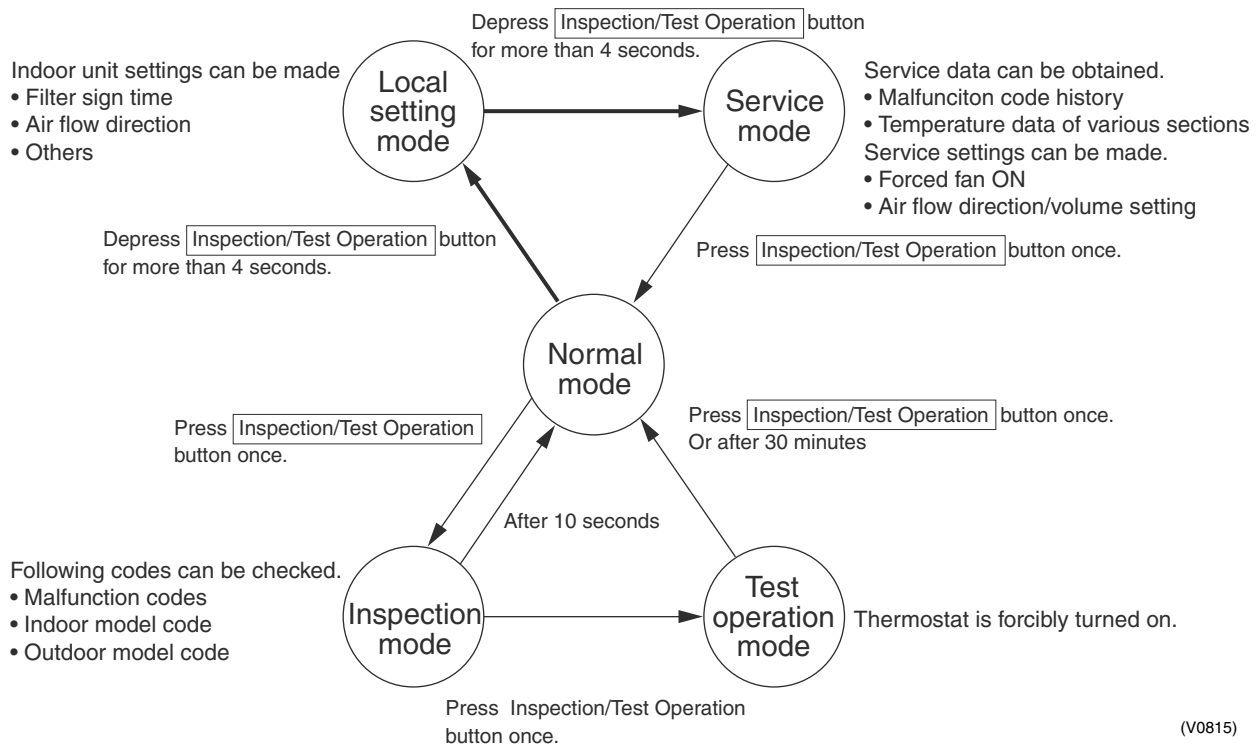 Depress Inspection/Test Operation button
for more than 4 seconds.
Indoor unit settings can be made
• Filter sign time
• Air flow direction
• Others
Local
setting
mode
Service
mode
Service data can be obtained.
• Malfunciton code history
• Temperature data of various sections
Service settings can be made.
• Forced fan ON
• Air flow direction/volume setting
Depress Inspection/Test Operation button
for more than 4 seconds.
Press Inspection/Test Operation button once.
Normal
mode
Press Inspection/Test Operation
button once.
Press Inspection/Test Operation button once.
Or after 30 minutes
After 10 seconds
Following codes can be checked.
• Malfunction codes
• Indoor model code
• Outdoor model code
Inspection
mode
Test
operation
mode
Thermostat is forcibly turned on.
Press Inspection/Test Operation
button once.
(V0815)